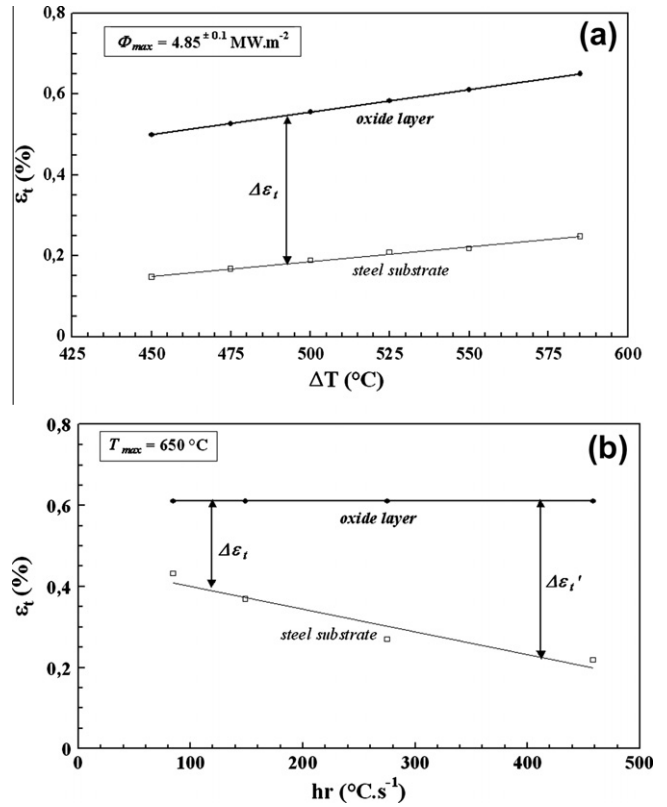 Φmax = 4.85 ±0.1 MW.m-2
(a)
0,8
0,6
0,4
0,2
0
εt (%)
oxide layer
Δεt
steel substrate
425 450 475 500 525 550 575 600
ΔT (°C)
Tmax = 650 °C
(b)
0,8
0,6
0,4
0,2
0
εt (%)
oxide layer
Δεt
Δεt'
steel substrate
0 100 200 300 400 500
hr (°C.s-1)